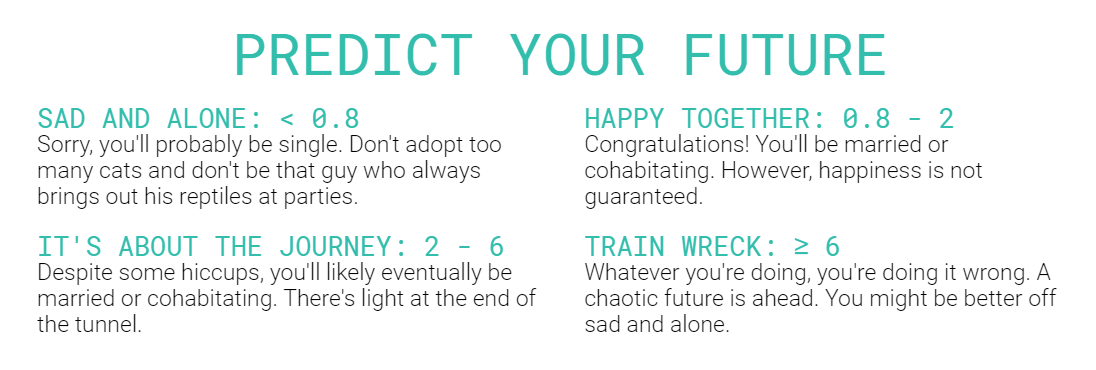 PREDICT YOUR FUTURE
SAD AND ALONE: < 0.8
Sorry, you'll probably be single. Don't adopt too
many cats and don't be that guy who always
brings out his reptiles at parties.
HAPPY TOGETHER: 0.8 - 2
Congratulations! You'll be married or
cohabitating. However, happiness is not
guaranteed.
IT'S ABOUT THE JOURNEY: 2 - 6
Despite some hiccups, you'll likely eventually be
married or cohabitating. There's light at the end of
the tunnel.
TRAIN WRECK: ≥ 6
Whatever you're doing, you're doing it wrong. A
chaotic future is ahead. You might be better off
sad and alone.